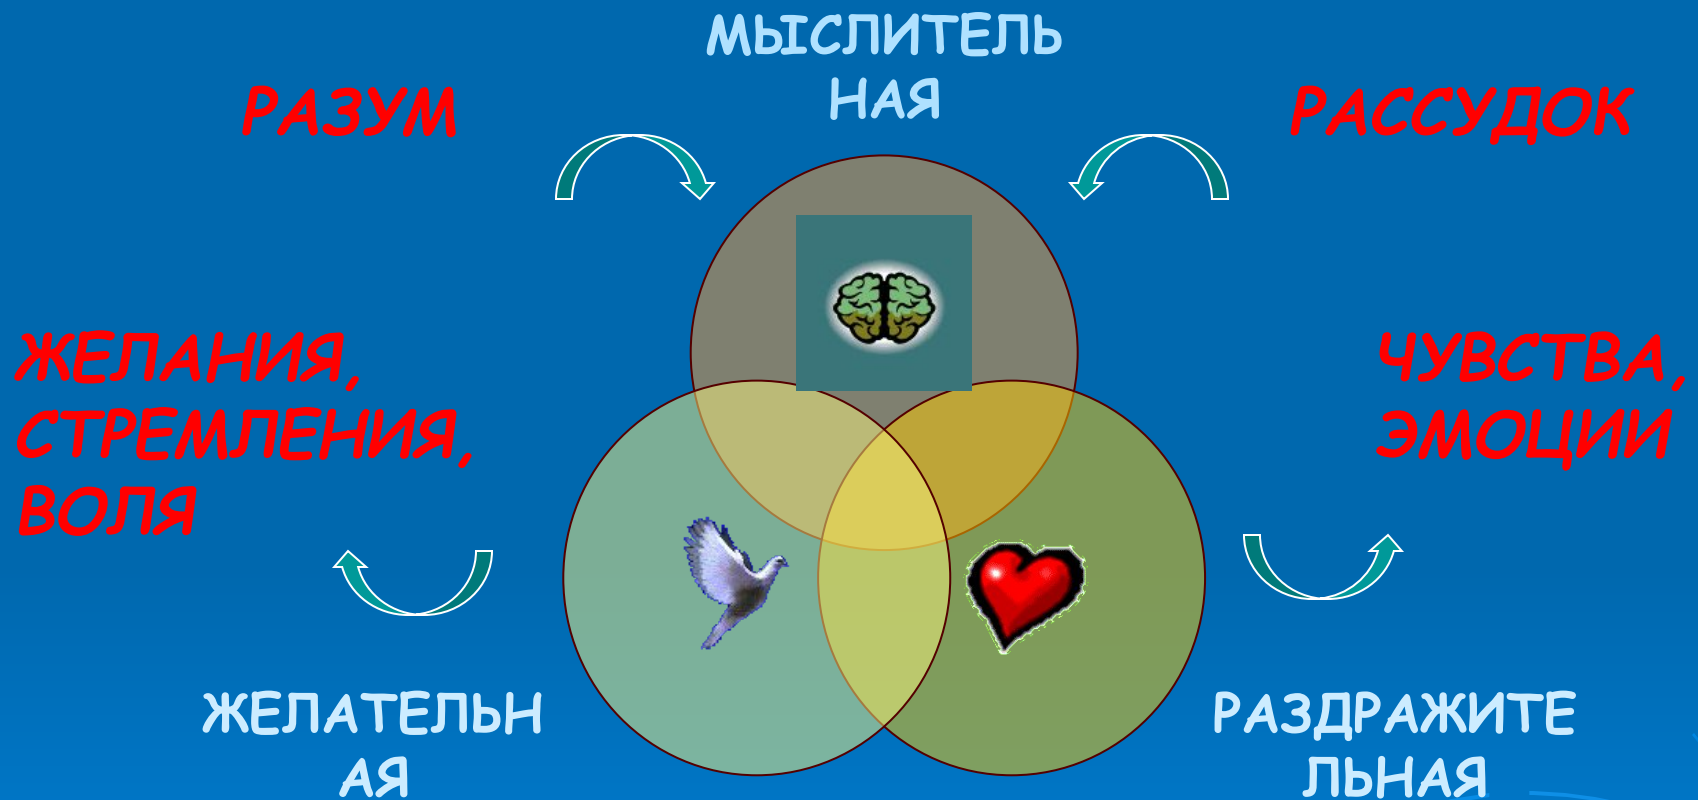 МЫСЛИТЕЛЬ
НАЯ
РАЗУМ
РАССУДОК
ЖЕЛАНИЯ,
СТРЕМЛЕНИЯ,
ВОЛЯ
ЧУВСТВА,
ЭМОЦИИ
ЖЕЛАТЕЛЬН
АЯ
РАЗДРАЖИТЕ
ЛЬНАЯ